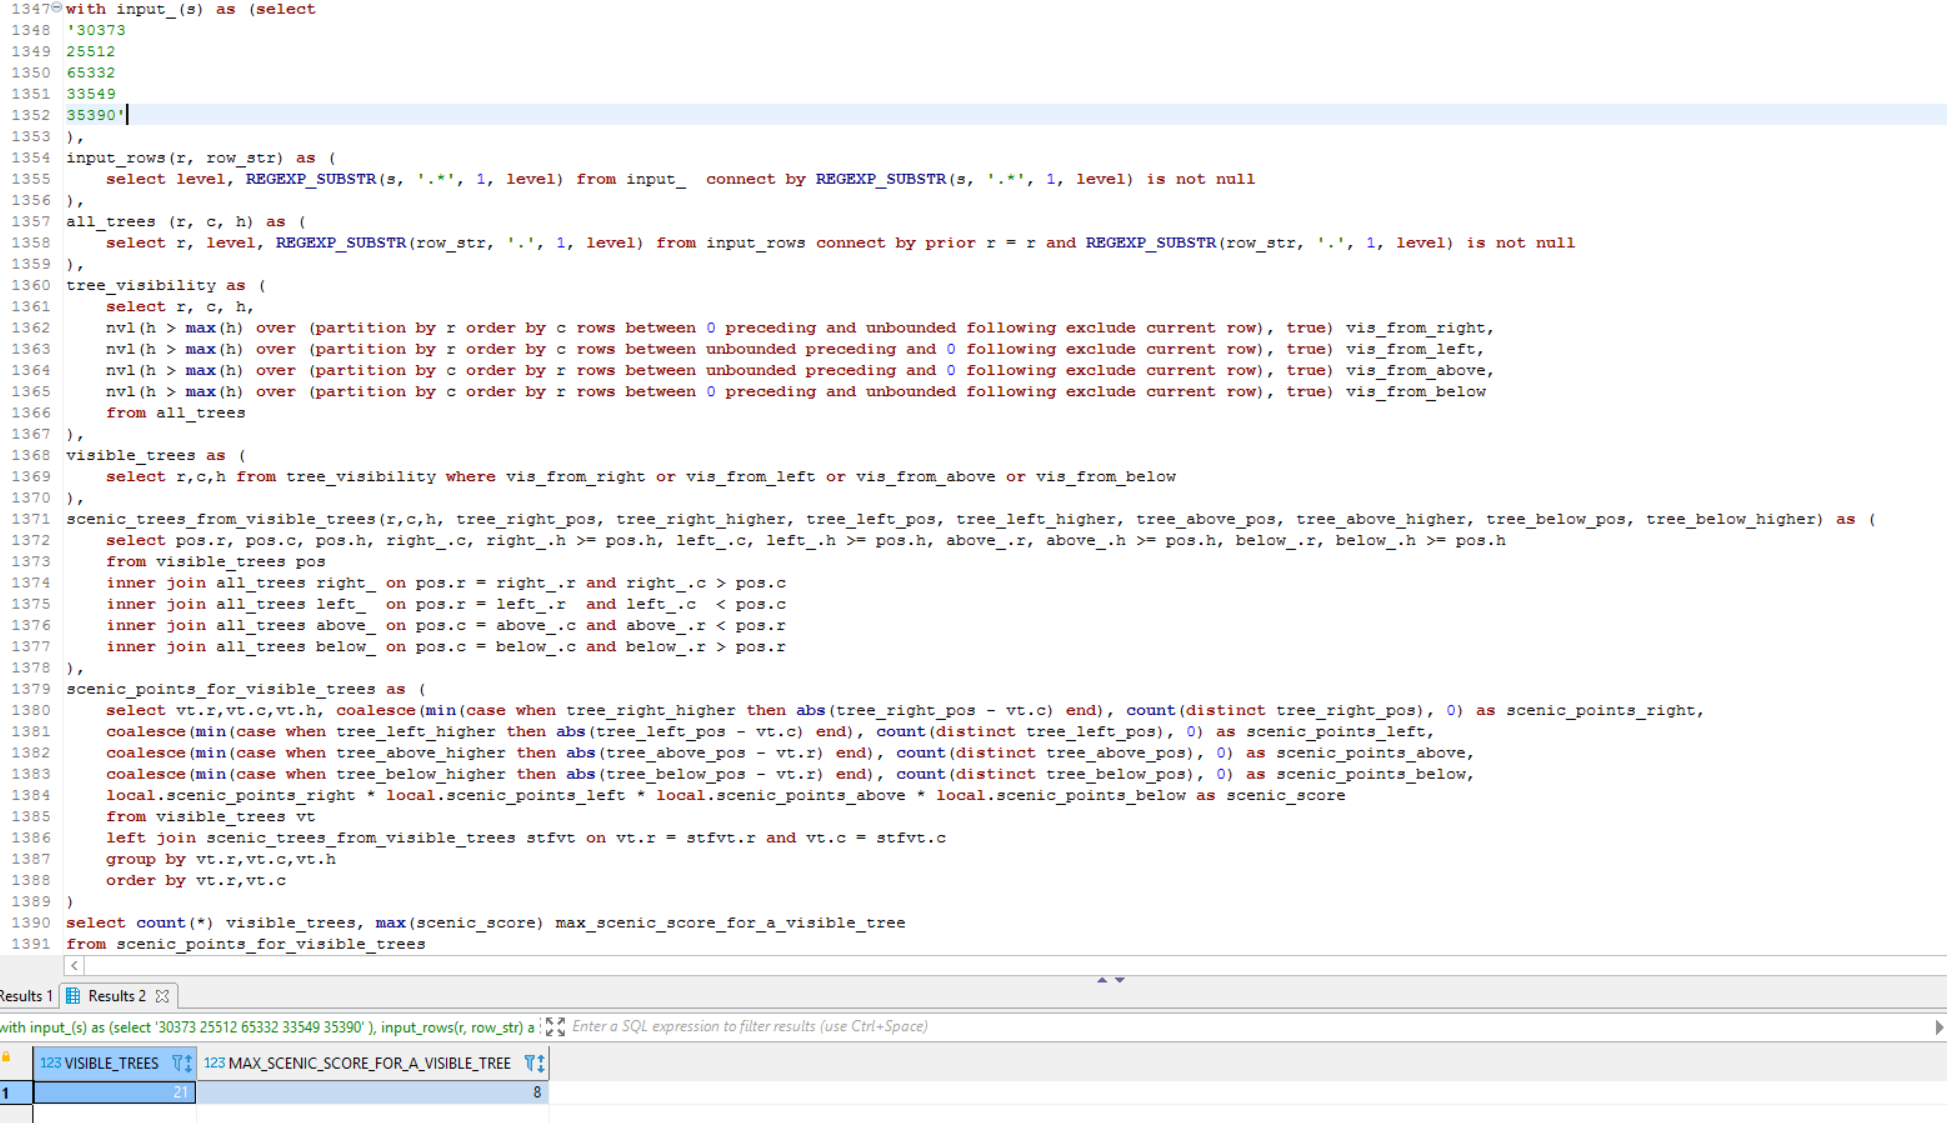 1347 with input_(s) as (select
1348 '30373
1349 25512
1350 65332
1351 33549
1352 35390'
1353 ),
1354 input_rows(r, row_str) as (
1355     select level, REGEXP_SUBSTR(s, '.*', 1, level) from input_  connect by REGEXP_SUBSTR(s, '.*', 1, level) is not null
1356 ),
1357 all_trees (r, c, h) as (
1358     select r, level, REGEXP_SUBSTR(row_str, '.', 1, level) from input_rows connect by prior r = r and REGEXP_SUBSTR(row_str, '.', 1, level) is not null
1359 ),
1360 tree_visibility as (
1361     select r, c, h,
1362     nvl(h > max(h) over (partition by r order by c rows between 0 preceding and unbounded following exclude current row), true) vis_from_right,
1363     nvl(h > max(h) over (partition by r order by c rows between unbounded preceding and 0 following exclude current row), true) vis_from_left,
1364     nvl(h > max(h) over (partition by c order by r rows between unbounded preceding and 0 following exclude current row), true) vis_from_above,
1365     nvl(h > max(h) over (partition by c order by r rows between 0 preceding and unbounded following exclude current row), true) vis_from_below
1366     from all_trees
1367 ),
1368 visible_trees as (
1369     select r,c,h from tree_visibility where vis_from_right or vis_from_left or vis_from_above or vis_from_below
1370 ),
1371 scenic_trees_from_visible_trees(r,c,h, tree_right_pos, tree_right_higher, tree_left_pos, tree_left_higher, tree_above_pos, tree_above_higher, tree_below_pos, tree_below_higher) as (
1372     select pos.r, pos.c, pos.h, right_.c, right_.h >= pos.h, left_.c, left_.h >= pos.h, above_.r, above_.h >= pos.h, below_.r, below_.h >= pos.h
1373     from visible_trees pos
1374     inner join all_trees right_ on pos.r = right_.r and right_.c > pos.c
1375     inner join all_trees left_  on pos.r = left_.r  and left_.c  < pos.c
1376     inner join all_trees above_ on pos.c = above_.c and above_.r < pos.r
1377     inner join all_trees below_ on pos.c = below_.c and below_.r > pos.r
1378 ),
1379 scenic_points_for_visible_trees as (
1380     select vt.r,vt.c,vt.h, coalesce(min(case when tree_right_higher then abs(tree_right_pos - vt.c) end), count(distinct tree_right_pos), 0) as scenic_points_right,
1381     coalesce(min(case when tree_left_higher then abs(tree_left_pos - vt.c) end), count(distinct tree_left_pos), 0) as scenic_points_left,
1382     coalesce(min(case when tree_above_higher then abs(tree_above_pos - vt.r) end), count(distinct tree_above_pos), 0) as scenic_points_above,
1383     coalesce(min(case when tree_below_higher then abs(tree_below_pos - vt.r) end), count(distinct tree_below_pos), 0) as scenic_points_below,
1384     local.scenic_points_right * local.scenic_points_left * local.scenic_points_above * local.scenic_points_below as scenic_score
1385     from visible_trees vt
1386     left join scenic_trees_from_visible_trees stfvt on vt.r = stfvt.r and vt.c = stfvt.c
1387     group by vt.r,vt.c,vt.h
1388     order by vt.r,vt.c
1389 )
1390 select count(*) visible_trees, max(scenic_score) max_scenic_score_for_a_visible_tree
1391 from scenic_points_for_visible_trees
Results 1 Results 2
with input_(s) as (select '30373 25512 65332 33549 35390' ), input_rows(r, row_str) a Enter a SQL expression to filter results (use Ctrl+Space)
123 VISIBLE_TREES 123 MAX_SCENIC_SCORE_FOR_A_VISIBLE_TREE
1 21 8